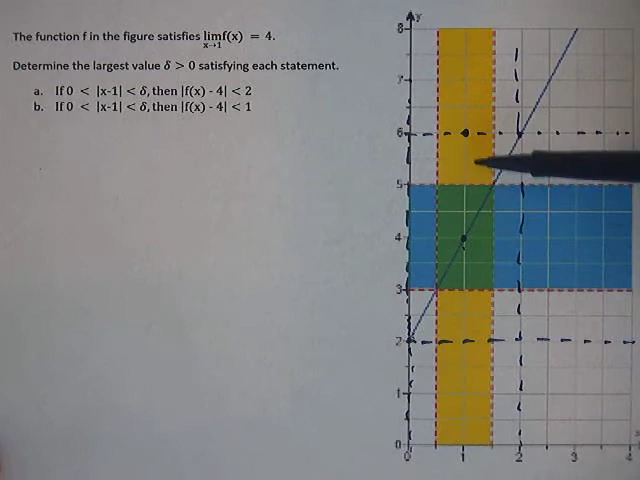 The function f in the figure satisfies lim f(x) = 4.
x→1
Determine the largest value δ > 0 satisfying each statement.
a. If 0 < |x-1| < δ, then |f(x) - 4| < 2
b. If 0 < |x-1| < δ, then |f(x) - 4| < 1
y
8
7
6
5
4
3
2
1
0
0 1 2 3 4